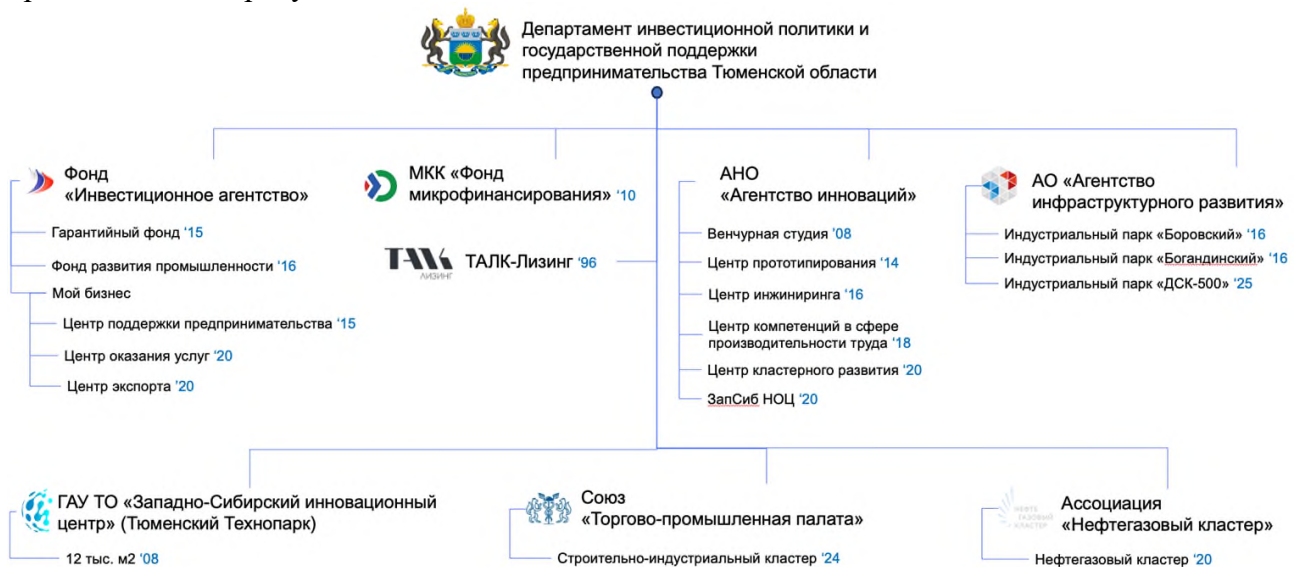 Департамент инвестиционной политики и
государственной поддержки
предпринимательства Тюменской области
Фонд
«Инвестиционное агентство»
Гарантийный фонд ‘15
Фонд развития промышленности ‘16
Мой бизнес
Центр поддержки предпринимательства ‘15
Центр оказания услуг ‘20
Центр экспорта ‘20
МКК «Фонд
микрофинансирования» ‘10
ТАЛК
ЛИЗИНГ
ТАЛК-Лизинг ‘96
АНО
«Агентство инноваций»
Венчурная студия ‘08
Центр прототипирования ‘14
Центр инжиниринга ‘16
Центр компетенций в сфере
производительности труда ‘18
Центр кластерного развития ‘20
ЗапСиб НОЦ ‘20
АО «Агентство
инфраструктурного развития»
Индустриальный парк «Боровский» ‘16
Индустриальный парк «Богандинский» ‘16
Индустриальный парк «ДСК-500» ‘25
ГАУ ТО «Западно-Сибирский инновационный
центр» (Тюменский Технопарк)
12 тыс. м2 ‘08
Союз
«Торгово-промышленная палата»
Строительно-индустриальный кластер ‘24
НЕФТЕ
ГАЗОВЫЙ
КЛАСТЕР
Ассоциация
«Нефтегазовый кластер»
Нефтегазовый кластер ‘20